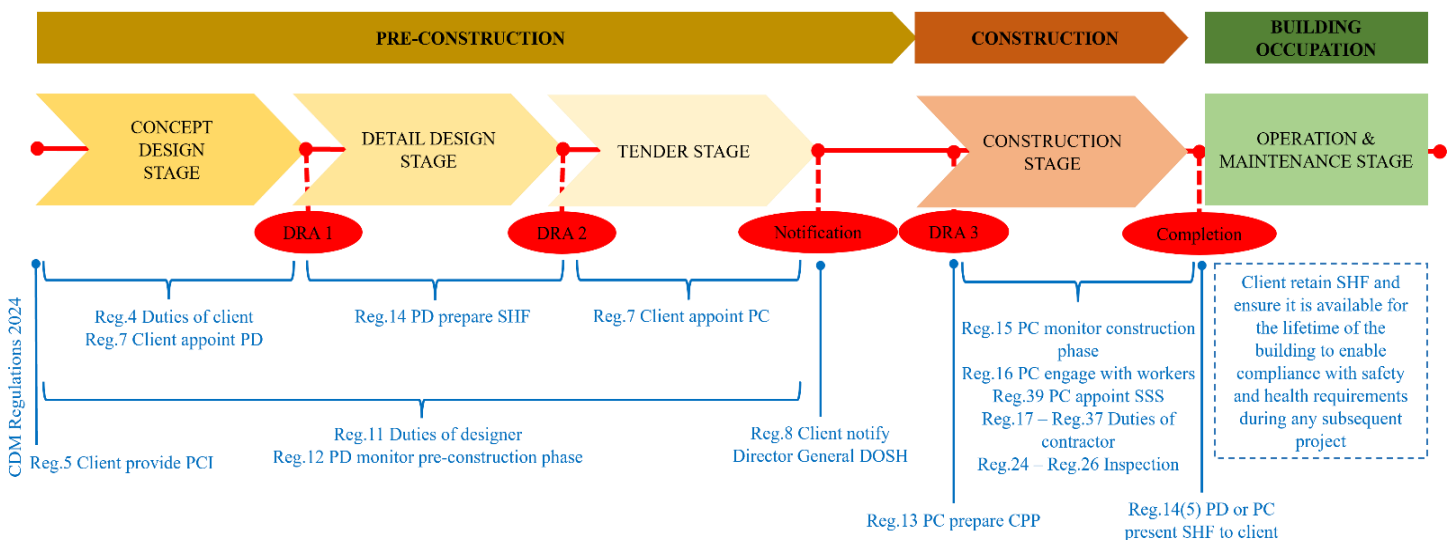 PRE-CONSTRUCTION
CONSTRUCTION
BUILDING
OCCUPATION
CONCEPT
DESIGN
STAGE
DETAIL DESIGN
STAGE
TENDER STAGE
CONSTRUCTION
STAGE
OPERATION &
MAINTENANCE STAGE
DRA 1
DRA 2
Notification
DRA 3
Completion
CDM Regulations 2024
Reg.4 Duties of client
Reg.7 Client appoint PD
Reg.14 PD prepare SHF
Reg.7 Client appoint PC
Reg.5 Client provide PCI
Reg.11 Duties of designer
Reg.12 PD monitor pre-construction phase
Reg.8 Client notify
Director General DOSH
Reg.15 PC monitor construction
phase
Reg.16 PC engage with workers
Reg.39 PC appoint SSS
Reg.17 – Reg.37 Duties of
contractor
Reg.24 – Reg.26 Inspection
Reg.13 PC prepare CPP
Reg.14(5) PD or PC
present SHF to client
Client retain SHF and
ensure it is available for
the lifetime of the
building to enable
compliance with safety
and health requirements
during any subsequent
project